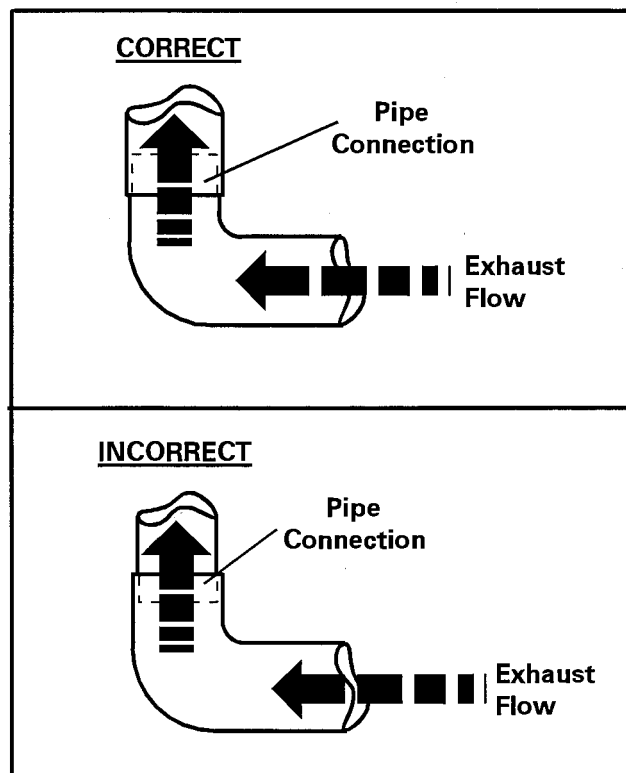 CORRECT
Pipe
Connection
Exhaust
Flow
INCORRECT
Pipe
Connection
Exhaust
Flow